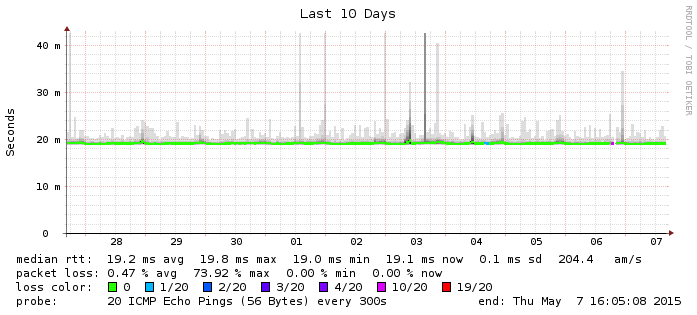 Last 10 Days
RRDTOOL / TOBI OETIKER
Seconds
40 m
30 m
20 m
10 m
0
28 29 30 01 02 03 04 05 06 07
median rtt: 19.2 ms avg 19.8 ms max 19.0 ms min 19.1 ms now 0.1 ms sd 204.4 am/s
packet loss: 0.47 % avg 73.92 % max 0.00 % min 0.00 % now
loss color: 0 1/20 2/20 3/20 4/20 10/20 19/20
probe: 20 ICMP Echo Pings (56 Bytes) every 300s end: Thu May 7 16:05:08 2015